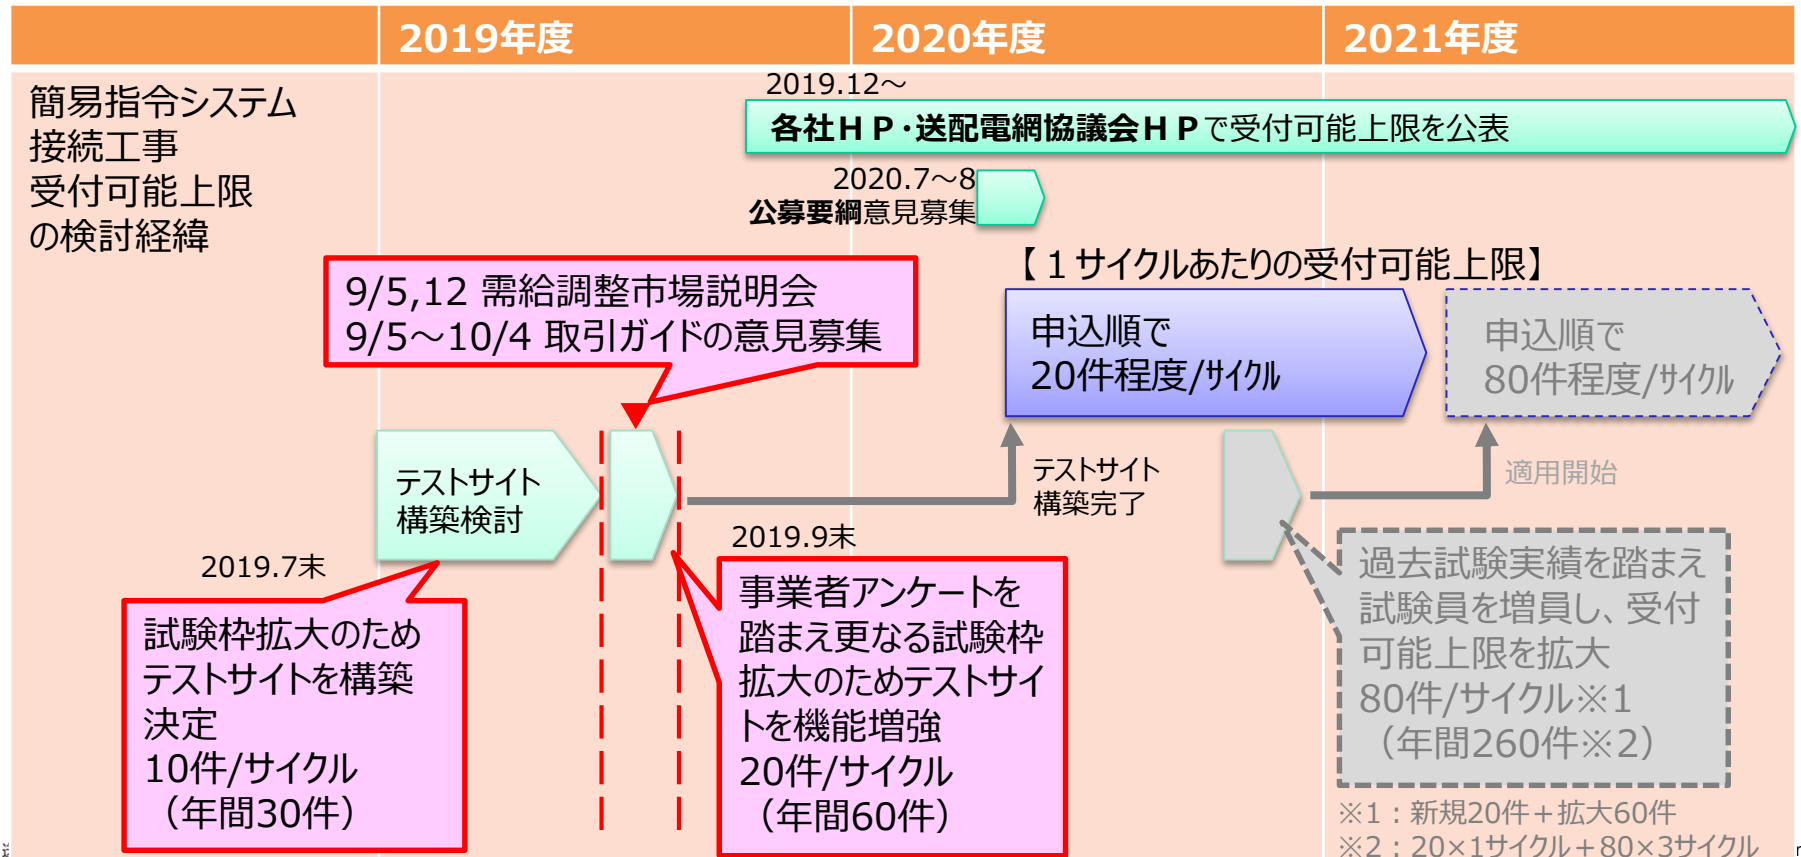 2019年度
2020年度
2021年度
簡易指令システム
接続工事
受付可能上限
の検討経緯
2019.12～
各社ＨＰ・送配電網協議会ＨＰで受付可能上限を公表
2020.7～8
公募要綱意見募集
【１サイクルあたりの受付可能上限】
9/5,12 需給調整市場説明会
9/5～10/4 取引ガイドの意見募集
申込順で
20件程度/ｻｲｸﾙ
申込順で
80件程度/ｻｲｸﾙ
テストサイト
構築検討
テストサイト
構築完了
適用開始
2019.7末
試験枠拡大のため
テストサイトを構築
決定
10件/サイクル
（年間30件）
2019.9末
事業者アンケートを
踏まえ更なる試験枠
拡大のためテストサイ
トを機能増強
20件/サイクル
（年間60件）
過去試験実績を踏まえ
試験員を増員し、受付
可能上限を拡大
80件/サイクル※1
（年間260件※2）
※1：新規20件＋拡大60件
※2：20×1サイクル＋80×3サイクル